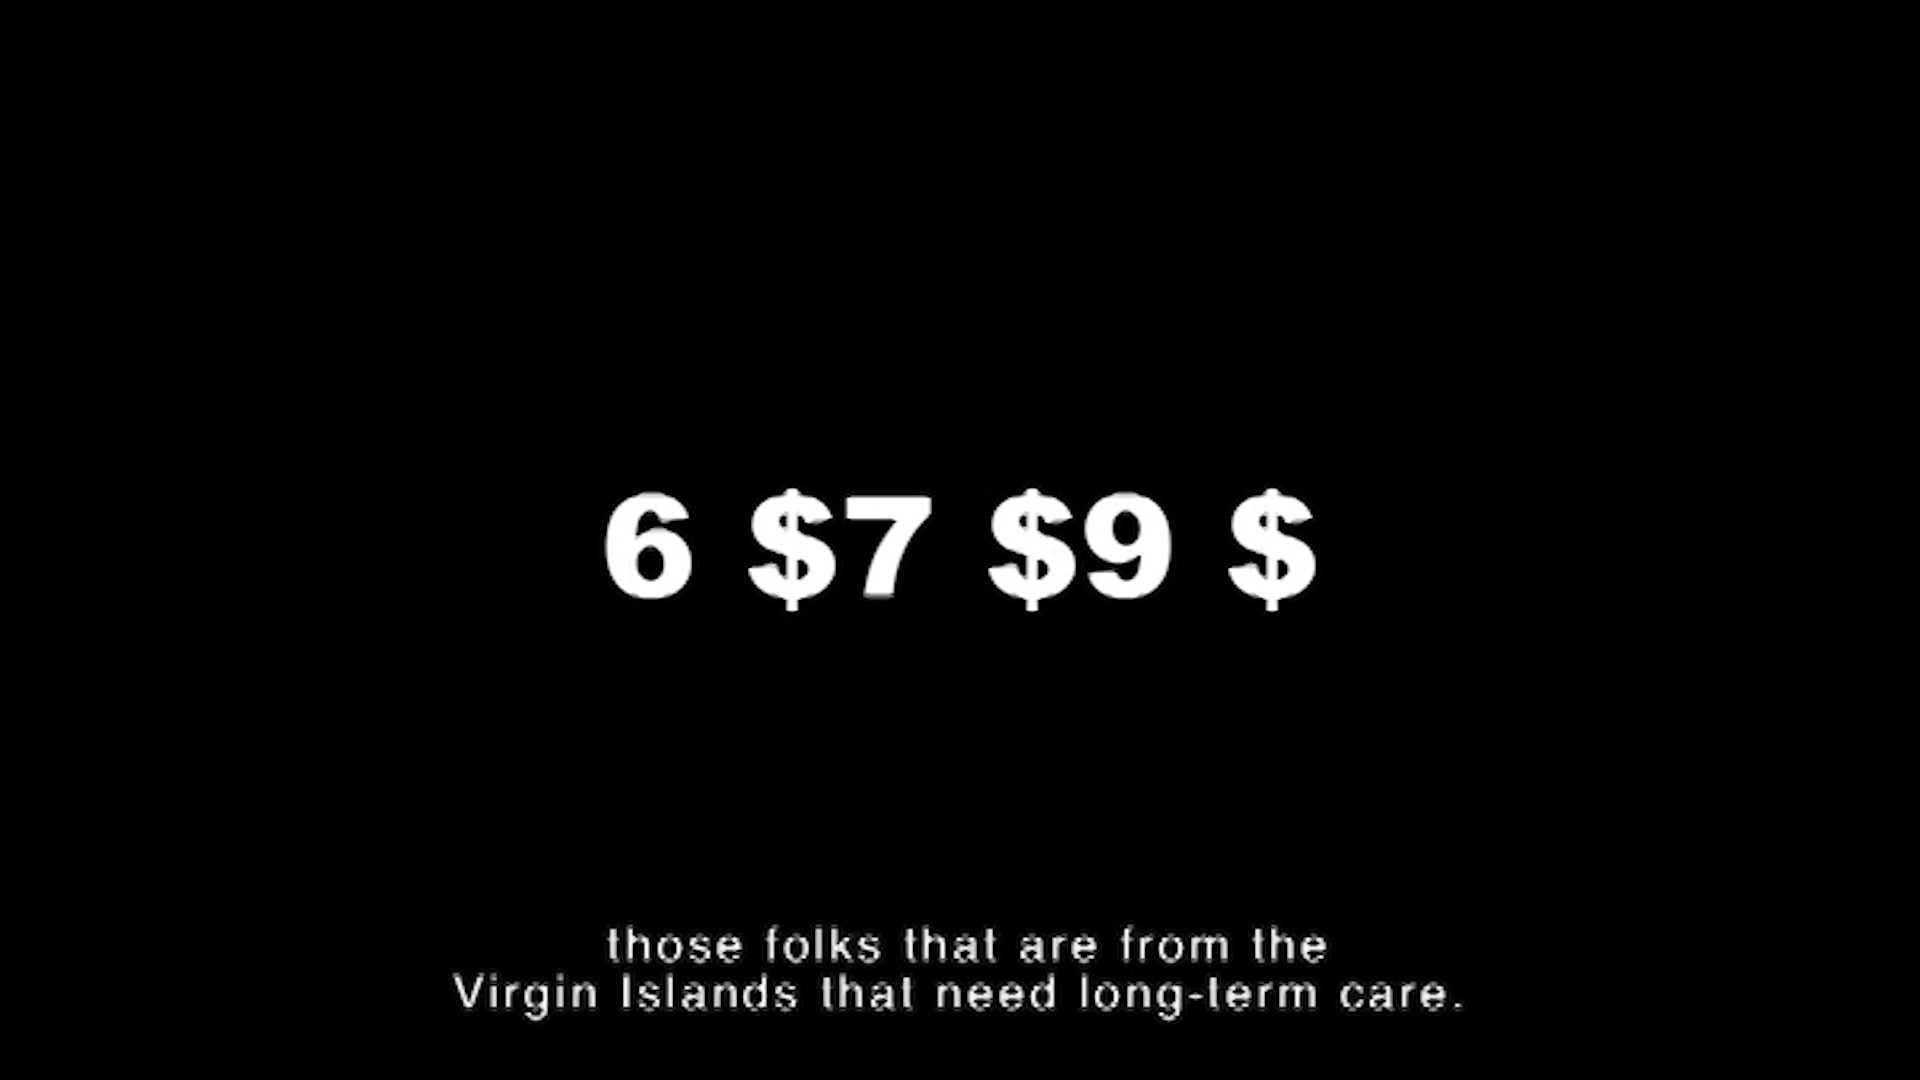 6 $7 $9 $
those folks that are from the
Virgin Islands that need long-term care.